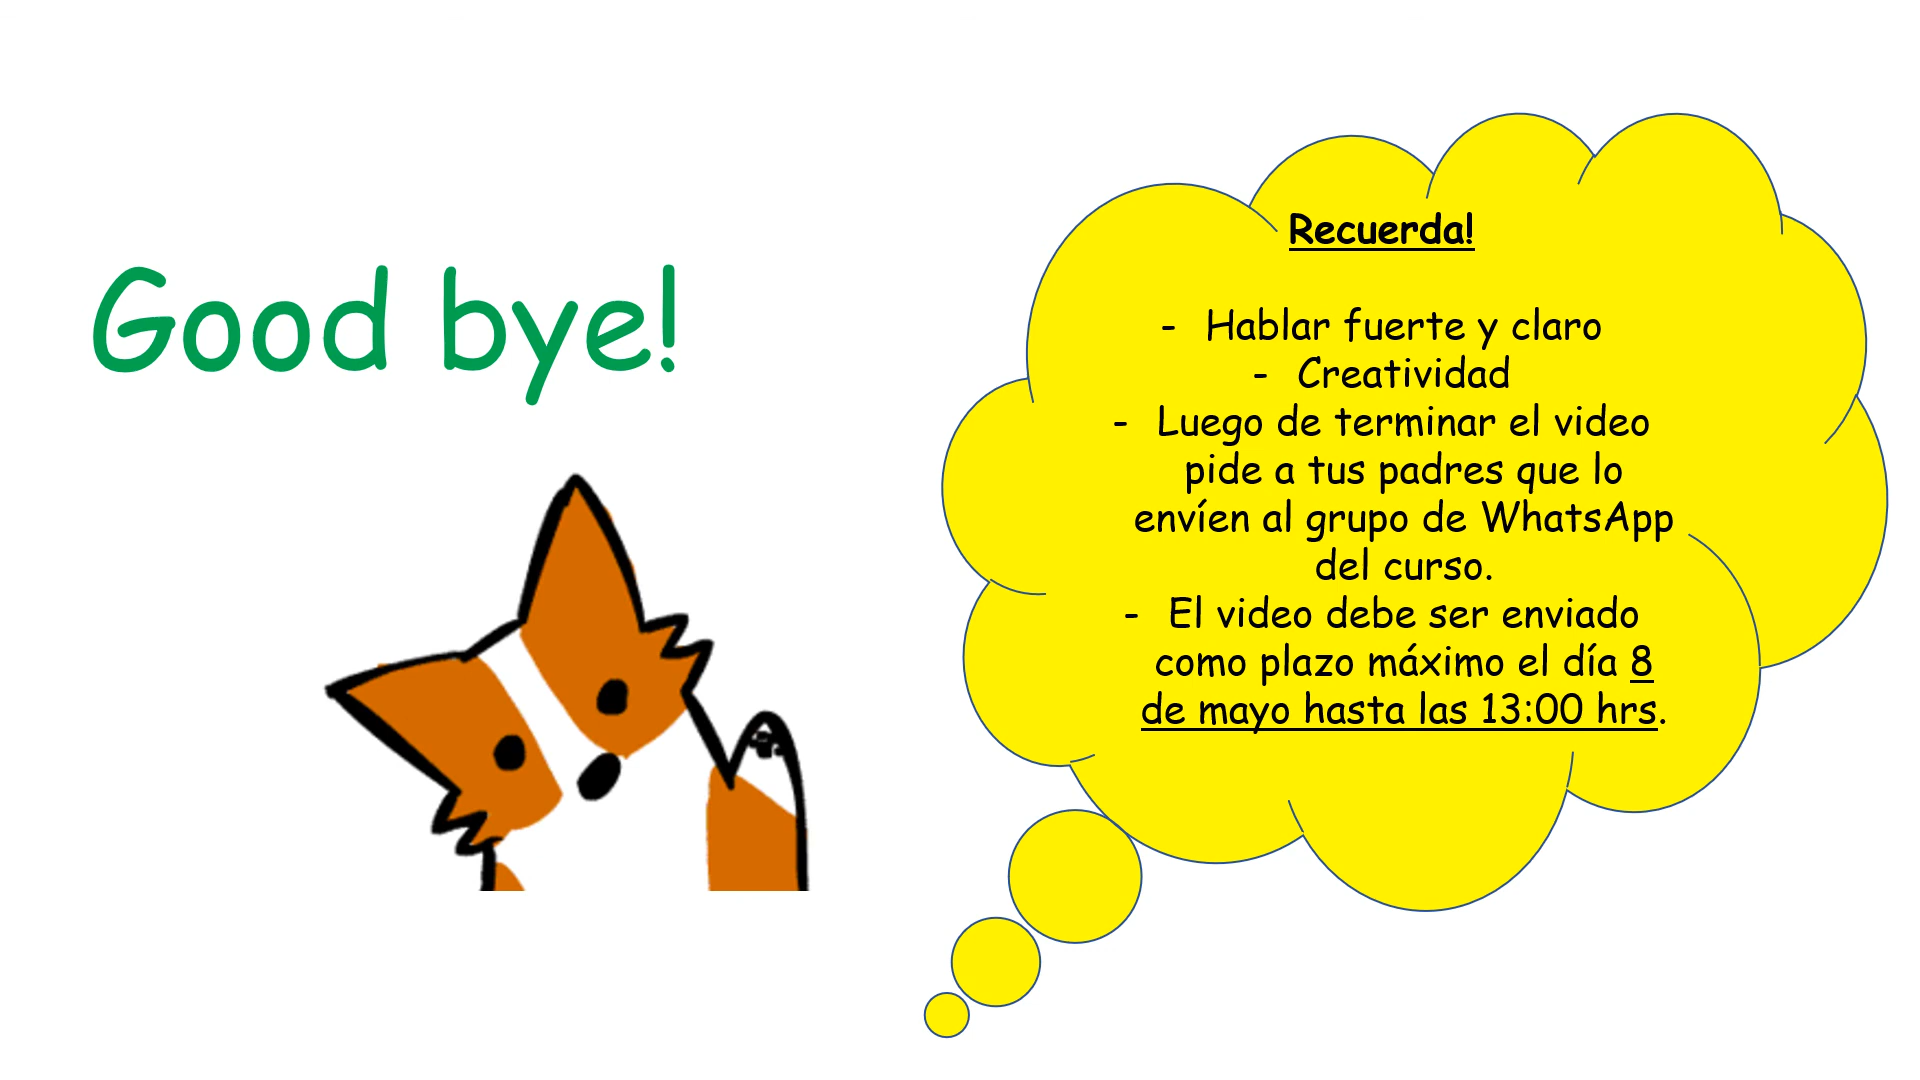 Good bye!
Recuerda!
- Hablar fuerte y claro
- Creatividad
- Luego de terminar el video
pide a tus padres que lo
envíen al grupo de WhatsApp
del curso.
- El video debe ser enviado
como plazo máximo el día 8
de mayo hasta las 13:00 hrs.